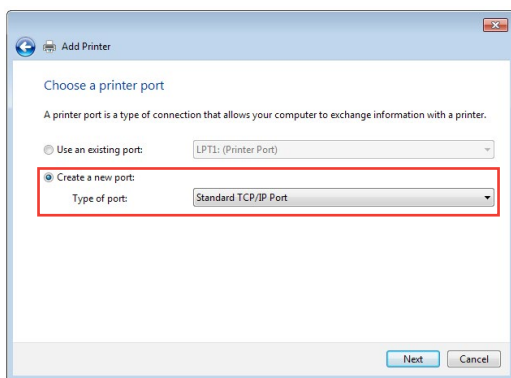 Add Printer
Choose a printer port
A printer port is a type of connection that allows your computer to exchange information with a printer.
Use an existing port: LPT1: (Printer Port)
Create a new port:
Type of port: Standard TCP/IP Port
Next Cancel